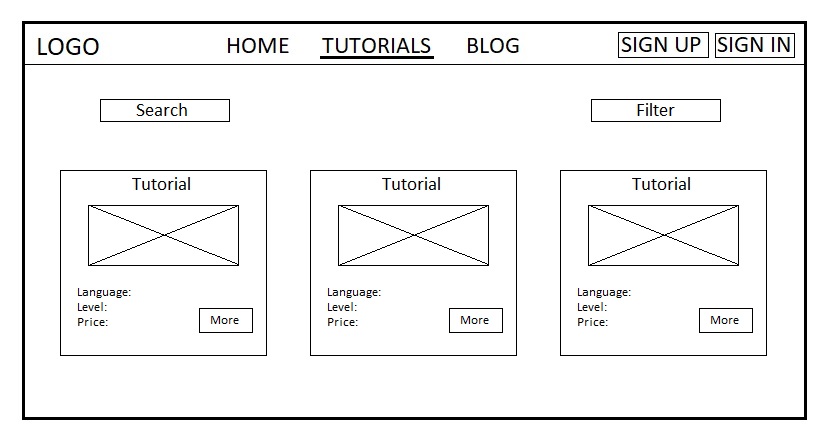 LOGO HOME TUTORIALS BLOG SIGN UP SIGN IN
Search Filter
Tutorial
Language:
Level:
Price:
More
Tutorial
Language:
Level:
Price:
More
Tutorial
Language:
Level:
Price:
More